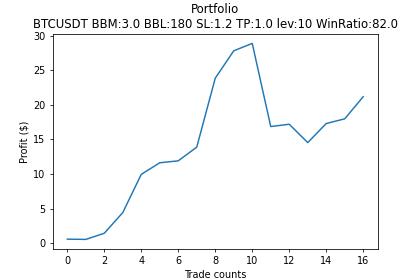 Portfolio
BTCUSDT BBM:3.0 BBL:180 SL:1.2 TP:1.0 lev:10 WinRatio:82.0
30
25
20
15
10
5
0
Profit ($)
0 2 4 6 8 10 12 14 16
Trade counts